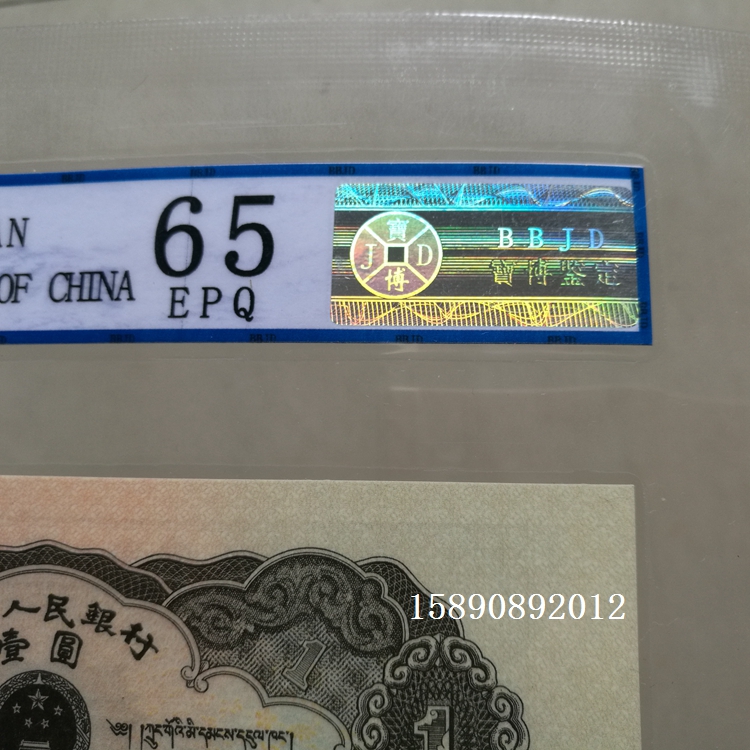 AN
65
OF CHINA
EPQ
寶
J D
博
BBJD
寶博鉴定
人民銀行
壹圆
1
15890892012
1